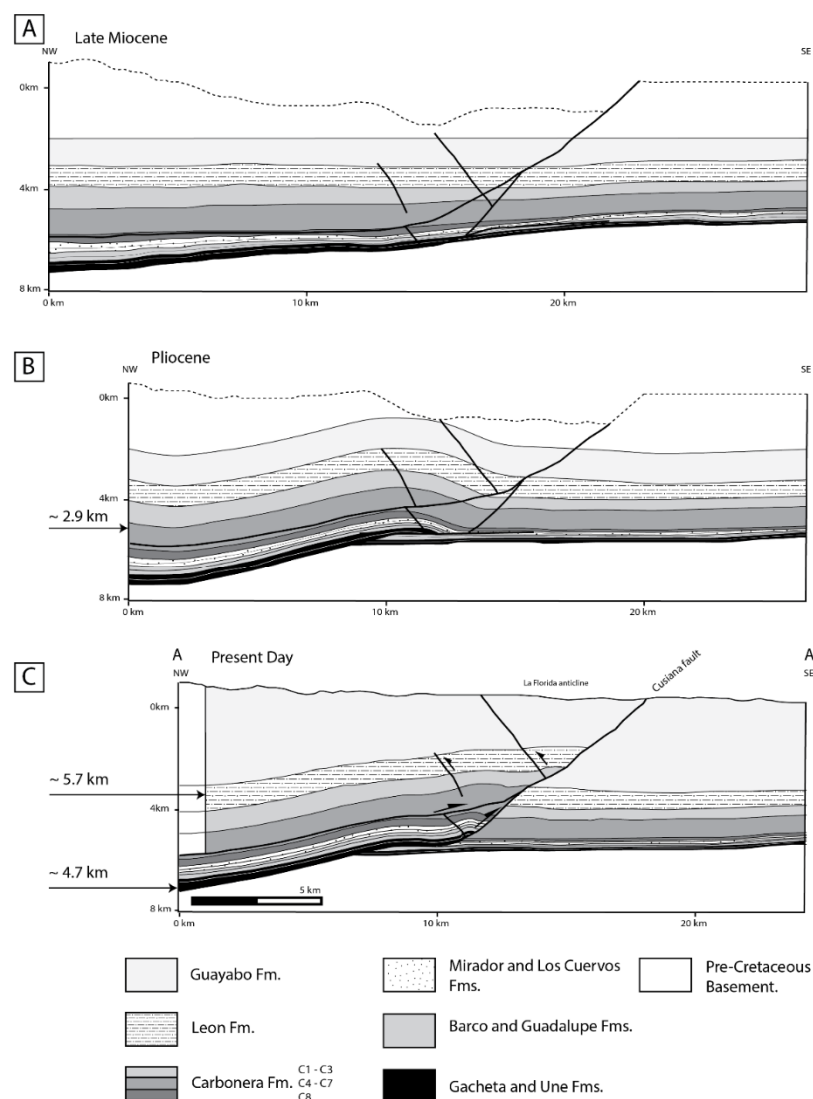 A
Late Miocene
NW
SE
0km
4km
8 km
0 km
10 km
20 km
B
Pliocene
NW
SE
0km
4km
~ 2.9 km
8 km
0 km
10 km
20 km
A
A
C
Present Day
NW
SE
La Florida anticline
Cusiana fault
0km
~ 5.7 km
4km
~ 4.7 km
5 km
8 km
0 km
10 km
20 km
Guayabo Fm.
Mirador and Los Cuervos
Fms.
Pre-Cretaceous
Basement.
Leon Fm.
Barco and Guadalupe Fms.
Carbonera Fm.
C1 - C3
C4 - C7
C8
Gacheta and Une Fms.